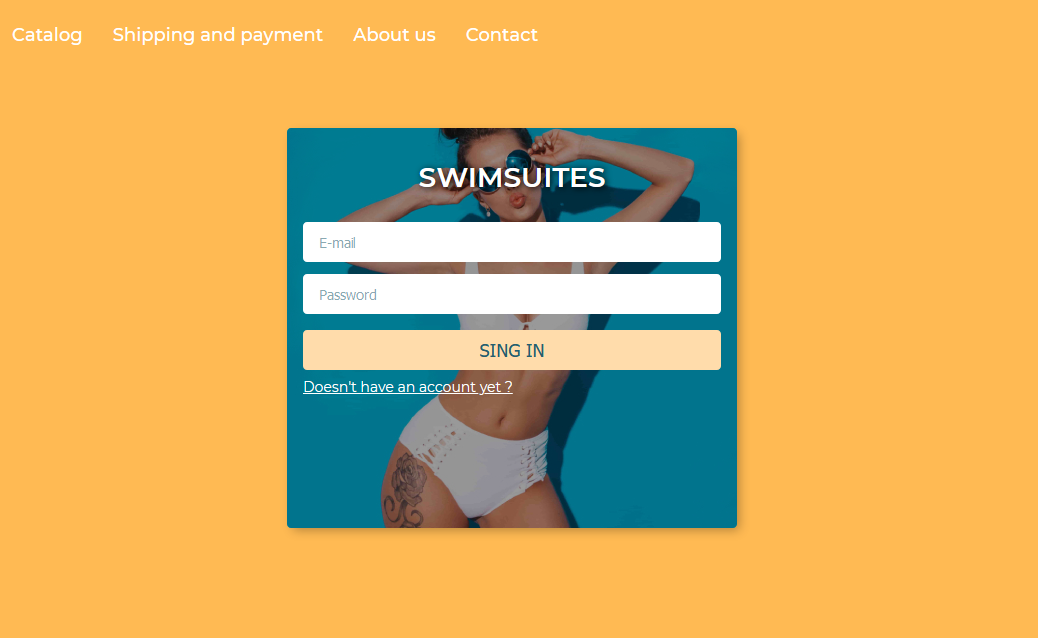 Catalog Shipping and payment About us Contact
SWIMSUITES
E-mail
Password
SING IN
Doesn't have an account yet ?